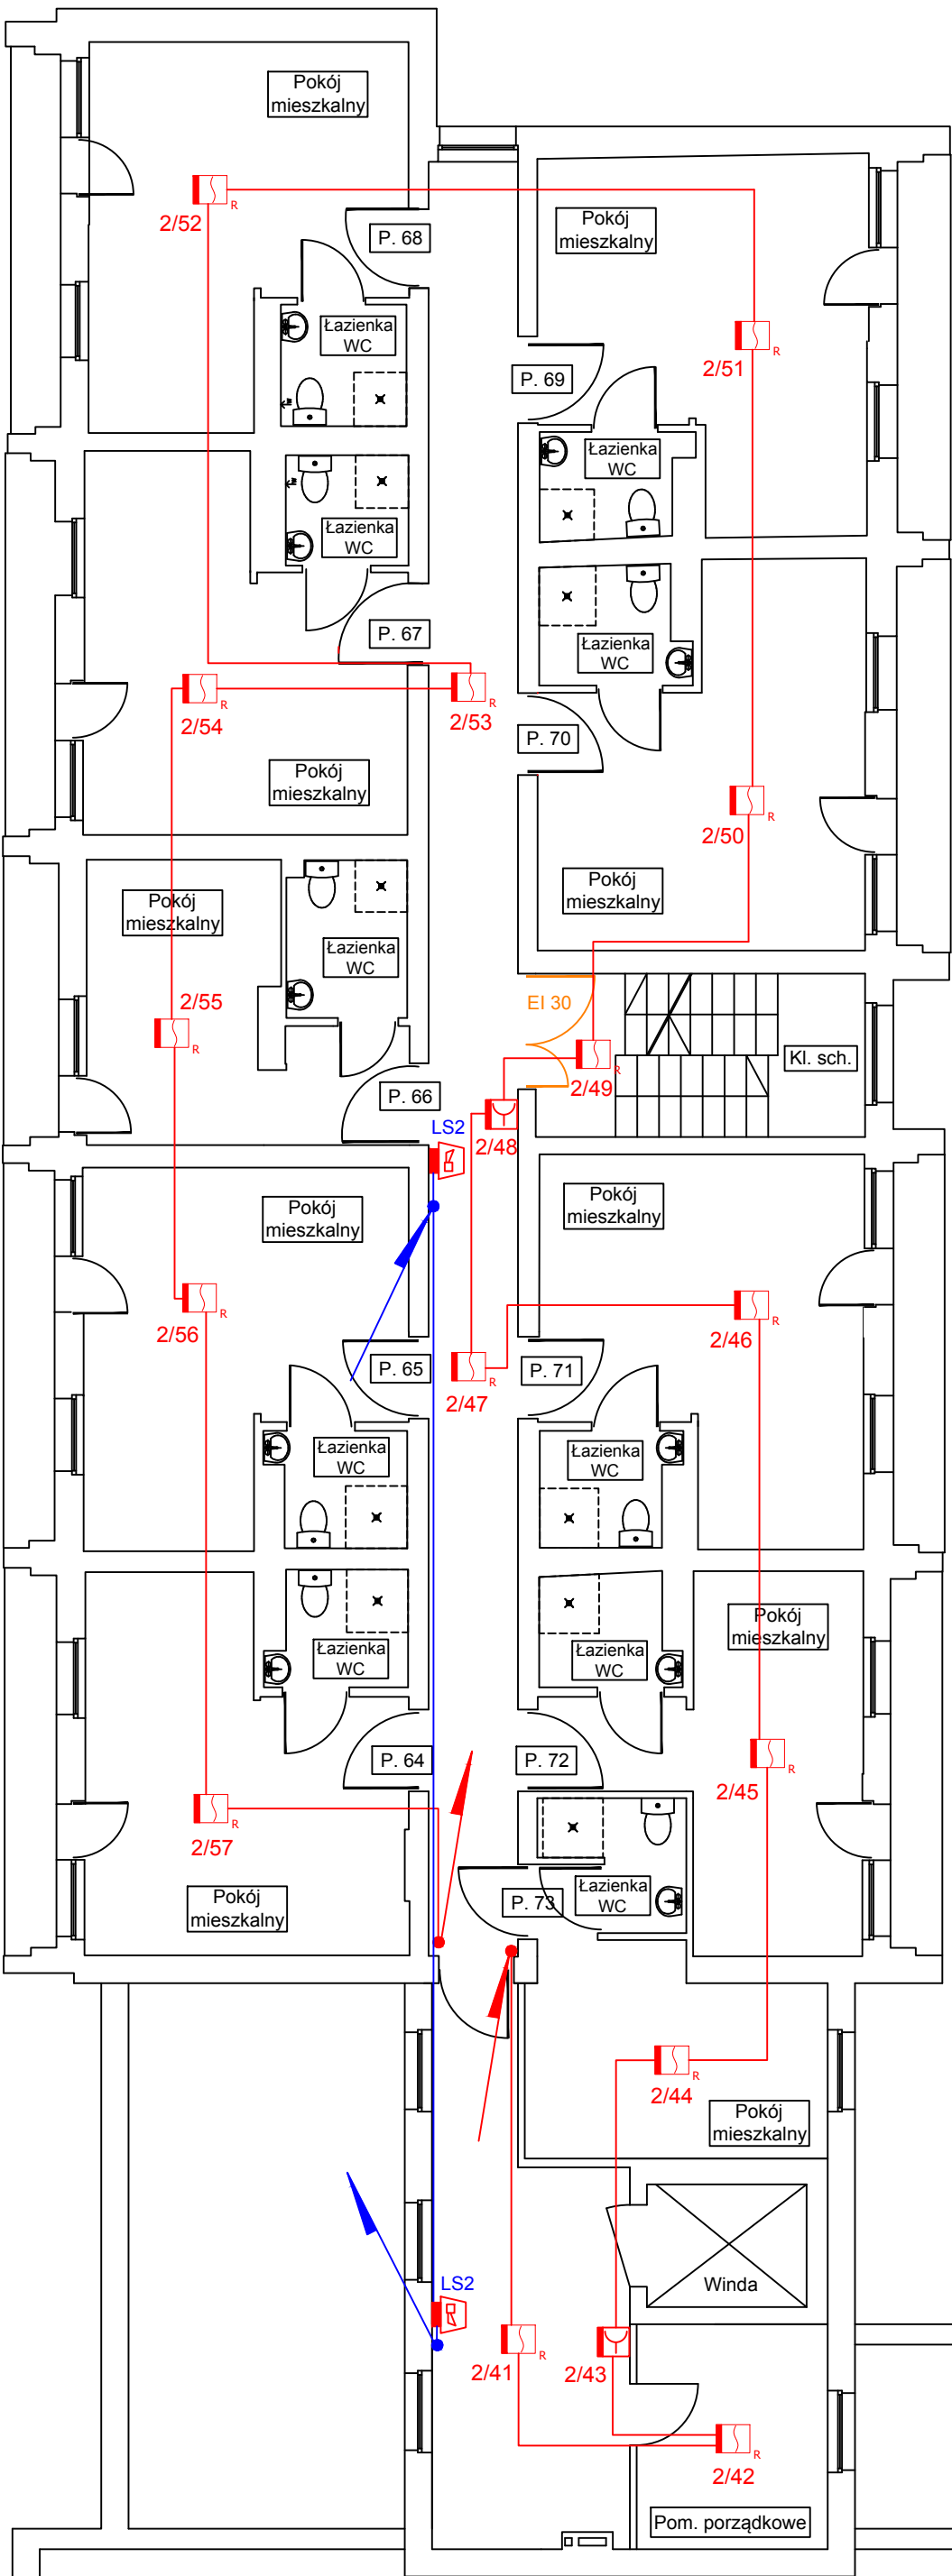 Pokój
mieszkalny
2/52
R
P. 68
Pokój
mieszkalny
Łazienka
WC
2/51
R
P. 69
Łazienka
WC
Łazienka
WC
P. 67
Łazienka
WC
2/54
R
2/53
R
P. 70
Pokój
mieszkalny
2/50
R
Pokój
mieszkalny
Pokój
mieszkalny
Łazienka
WC
2/55
R
EI 30
2/49
R
Kl. sch.
P. 66
LS2
2/48
Pokój
mieszkalny
Pokój
mieszkalny
2/56
R
2/46
R
P. 65
2/47
R
P. 71
Łazienka
WC
Łazienka
WC
Pokój
mieszkalny
Łazienka
WC
Łazienka
WC
P. 64
P. 72
2/45
R
2/57
R
Pokój
mieszkalny
P. 73
Łazienka
WC
2/44
R
Pokój
mieszkalny
Winda
LS2
2/41
R
2/43
2/42
R
Pom. porządkowe